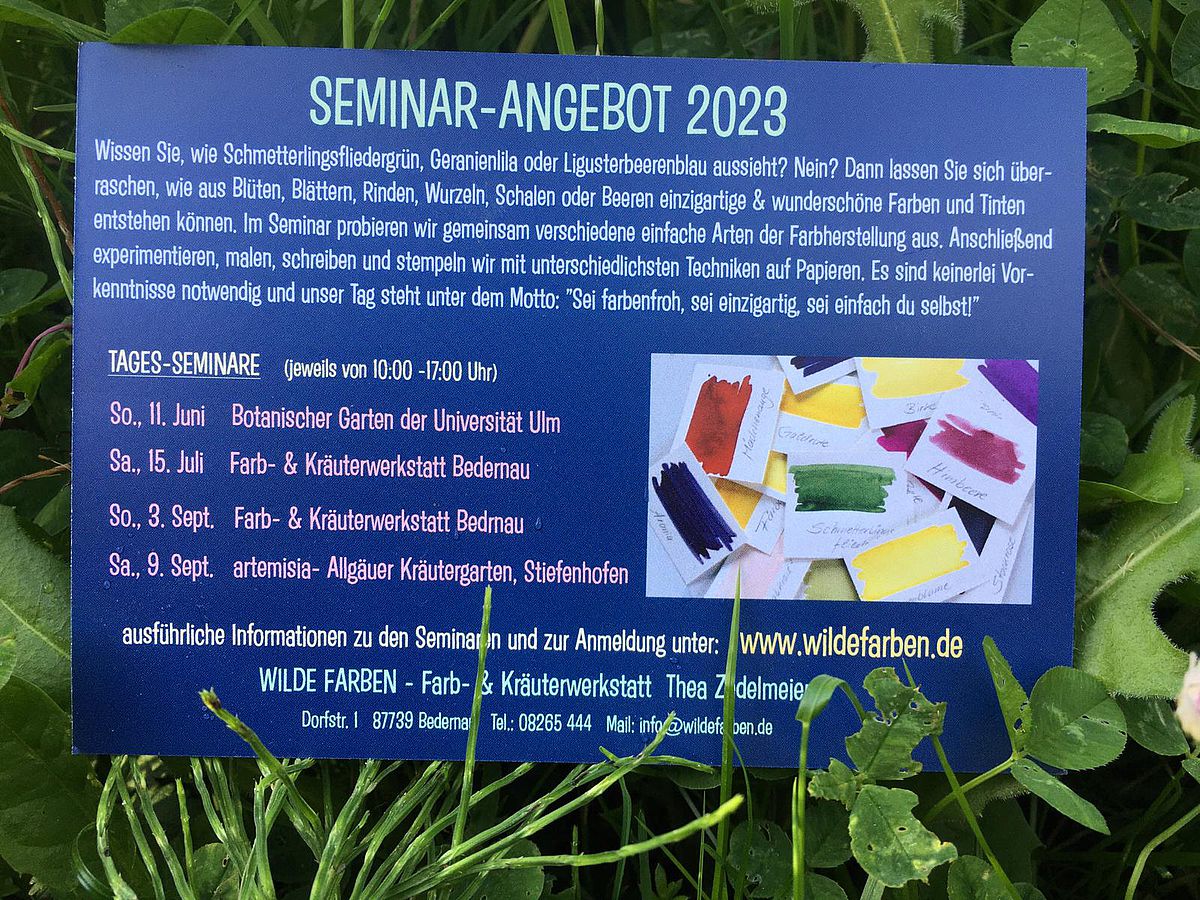 SEMINAR-ANGEBOT 2023
Wissen Sie, wie Schmetterlingsfliedergrün, Geranienlila oder Ligusterbeerenblau aussieht? Nein? Dann lassen Sie sich über-
raschen, wie aus Blüten, Blättern, Rinden, Wurzeln, Schalen oder Beeren einzigartige & wunderschöne Farben und Tinten
entstehen können. Im Seminar probieren wir gemeinsam verschiedene einfache Arten der Farbherstellung aus. Anschließend
experimentieren, malen, schreiben und stempeln wir mit unterschiedlichsten Techniken auf Papieren. Es sind keinerlei Vor-
kenntnisse notwendig und unser Tag steht unter dem Motto: "Sei farbenfroh, sei einzigartig, sei einfach du selbst!"
TAGES-SEMINARE (jeweils von 10:00 -17:00 Uhr)
So., 11. Juni Botanischer Garten der Universität Ulm
Sa., 15. Juli Farb- & Kräuterwerkstatt Bedernau
So., 3. Sept. Farb- & Kräuterwerkstatt Bedrnau
Sa., 9. Sept. artemisia- Allgäuer Kräutergarten, Stiefenhofen
Birke
Goldrute
Himbeere
Aronia
ausführliche Informationen zu den Seminaren und zur Anmeldung unter: www.wildefarben.de
WILDE FARBEN - Farb- & Kräuterwerkstatt Thea
Dorfstr. 1 87739 Bedernau Tel.: 08265 444 Mail: info@wildefarben.de